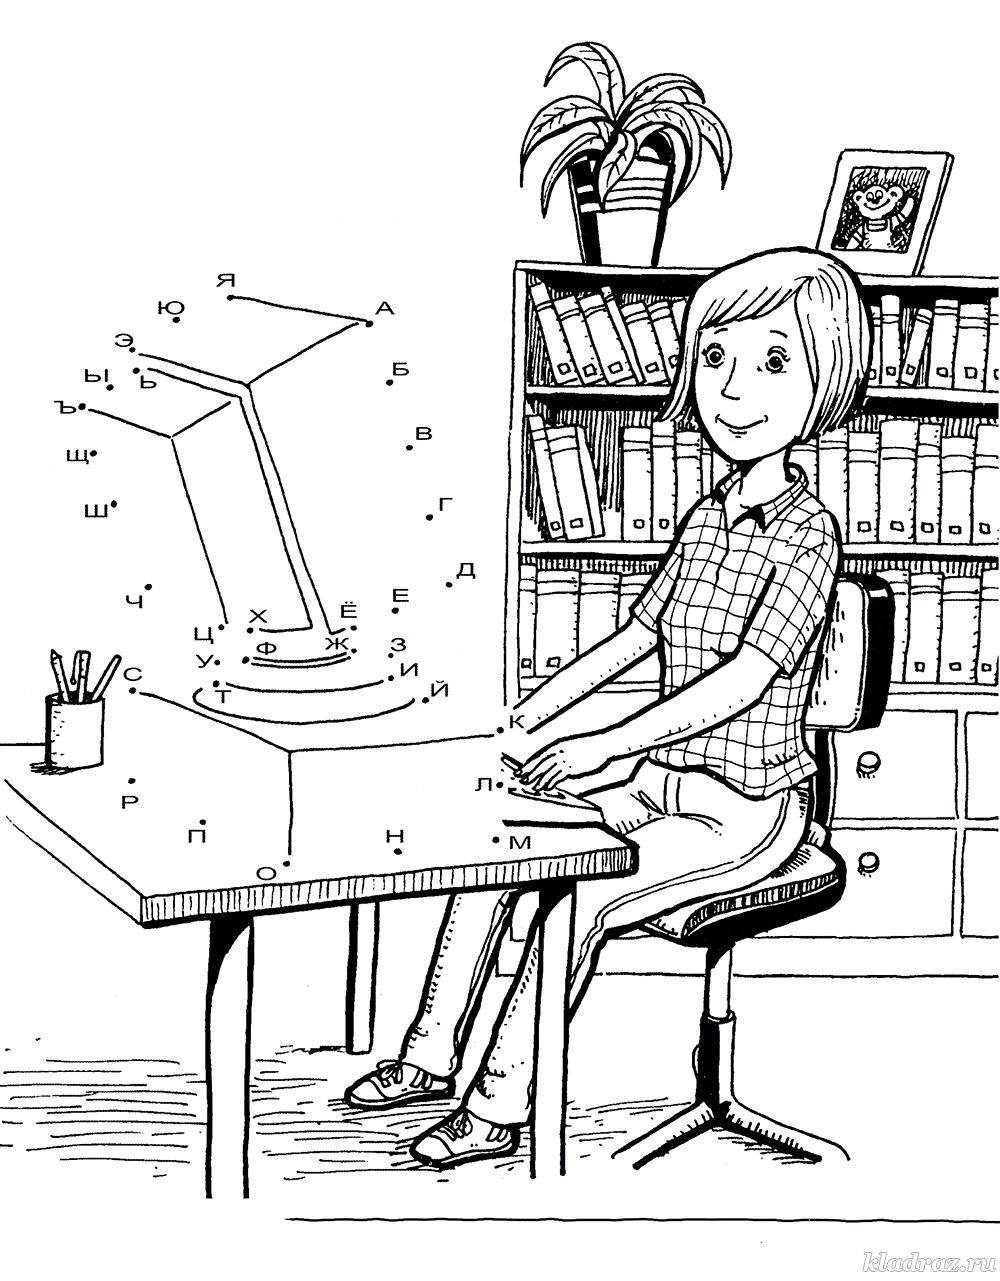 Я
Ю
А
Э
Ы
Ь
Б
Ъ
В
Щ
Ш
Г
Д
Ч
Е
Х
Ё
Ц
Ф
Ж
З
У
И
С
Т
Й
К
Л
Р
П
Н
М
О
kladraz.ru